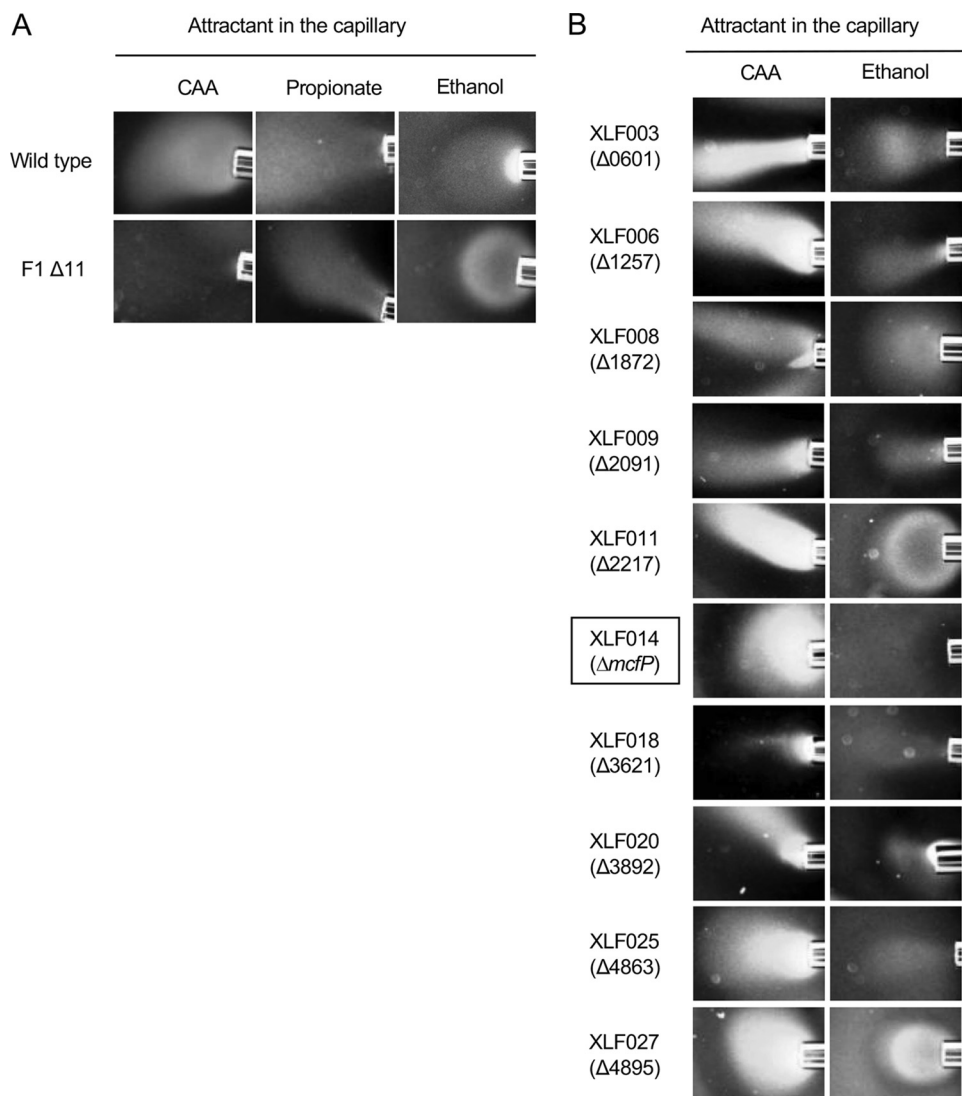 A
Attractant in the capillary
CAA Propionate Ethanol
Wild type
F1 Δ11
B
Attractant in the capillary
CAA Ethanol
XLF003
(Δ0601)
XLF006
(Δ1257)
XLF008
(Δ1872)
XLF009
(Δ2091)
XLF011
(Δ2217)
XLF014
(ΔmcfP)
XLF018
(Δ3621)
XLF020
(Δ3892)
XLF025
(Δ4863)
XLF027
(Δ4895)